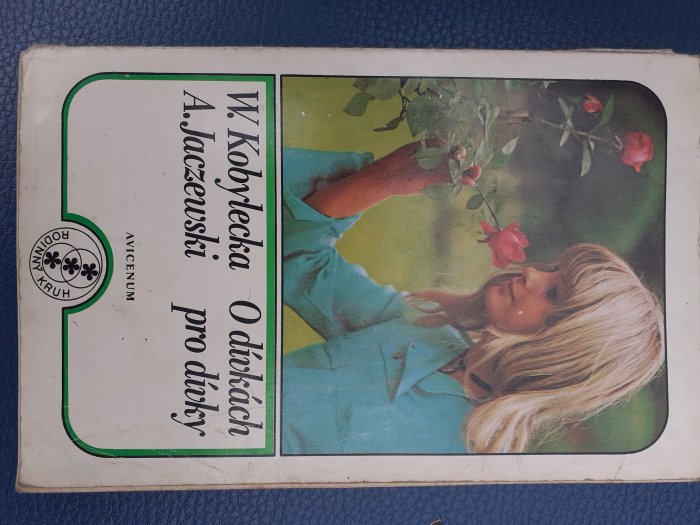 W. Kobylecka
A. Jaczewski
O dívkách
pro dívky
AVICENUM
RODINNÝ KRUH